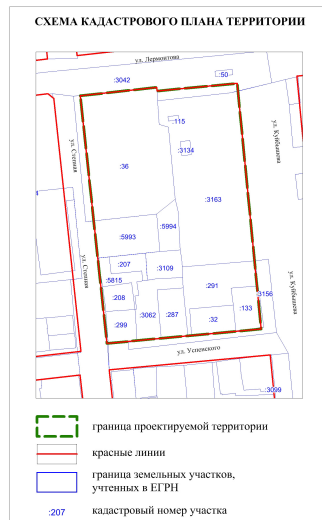 СХЕМА КАДАСТРОВОГО ПЛАНА ТЕРРИТОРИИ
ул. Лермонтова
:3042
:50
:115
ул. Куйбышева
ул. Степная
:3134
:36
:3163
:5994
:5993
:207
:3109
ул. Степная
:5815
:291
ул. Куйбышева
:208
:3156
:133
:3062
:287
:32
:299
ул. Успенского
:3099
граница проектируемой территории
красные линии
граница земельных участков,
учтенных в ЕГРН
:207
кадастровый номер участка